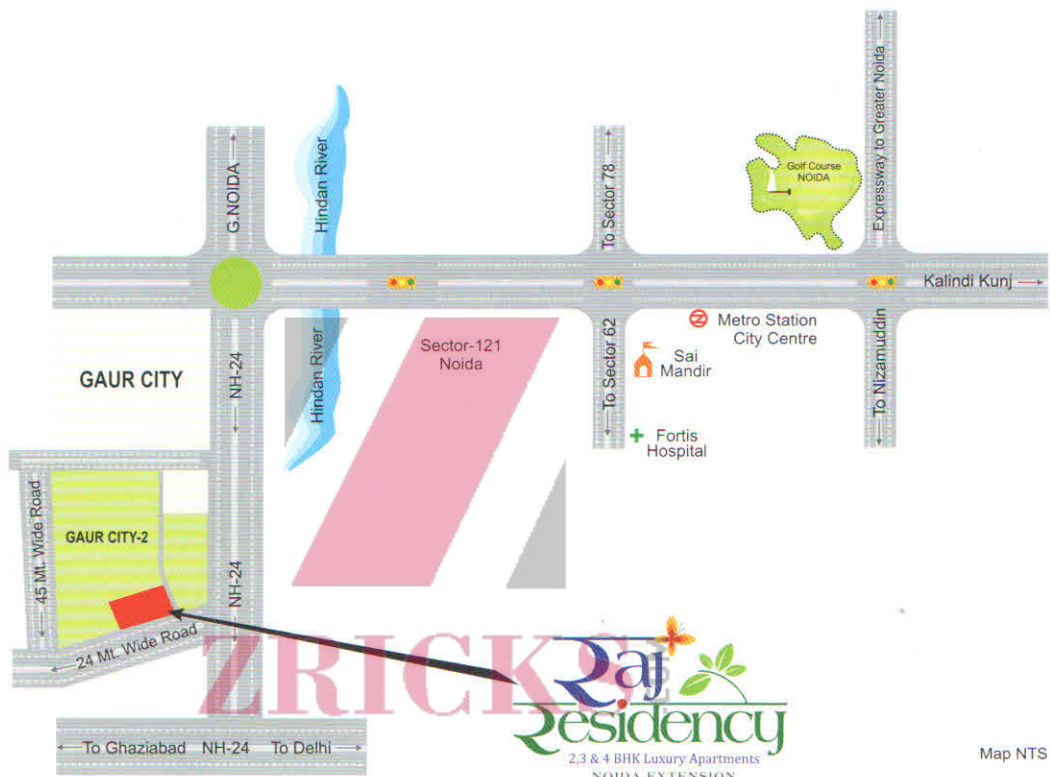 Expressway to Greater Noida
Golf Course
NOIDA
G.NOIDA
Hindan River
To Sector 78
Kalindi Kunj
Metro Station
City Centre
Sector-121
Noida
Sai
Mandir
To Sector 62
To Nizamuddin
Hindan River
NH-24
GAUR CITY
Fortis
Hospital
45 Mt. Wide Road
GAUR CITY-2
NH-24
24 Mt. Wide Road
ZRICKS
Raj
Residency
2,3 & 4 BHK Luxury Apartments
NOIDA EXTENSION
To Ghaziabad NH-24 To Delhi
Map NTS